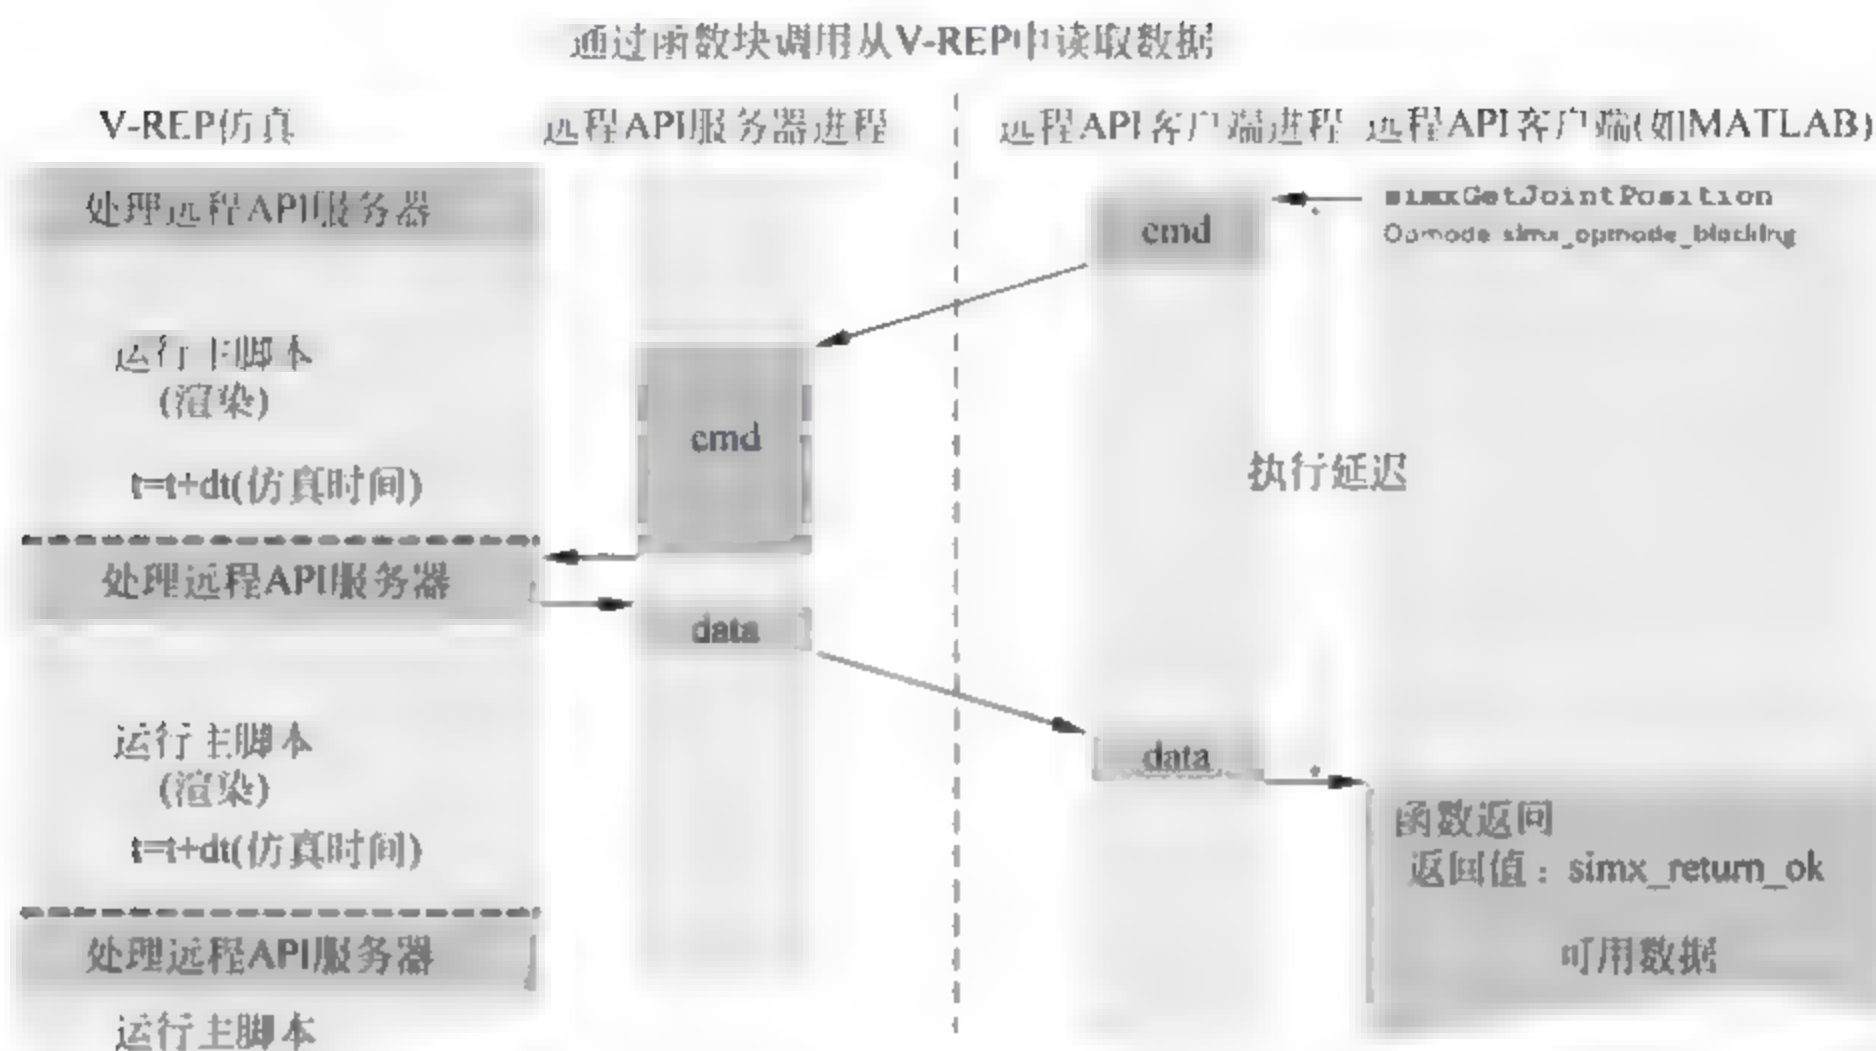 通过函数块调用从V-REP中读取数据
V-REP仿真
远程API服务器进程
远程API客户端进程
远程API客户端(如MATLAB)
处理远程API服务器
simxGetJointPosition
Opmode simx_opmode_blocking
cmd
运行主脚本
(渲染)
cmd
t=t+dt(仿真时间)
执行延迟
处理远程API服务器
data
运行主脚本
(渲染)
data
t=t+dt(仿真时间)
函数返回
返回值：simx_return_ok
处理远程API服务器
可用数据
运行主脚本